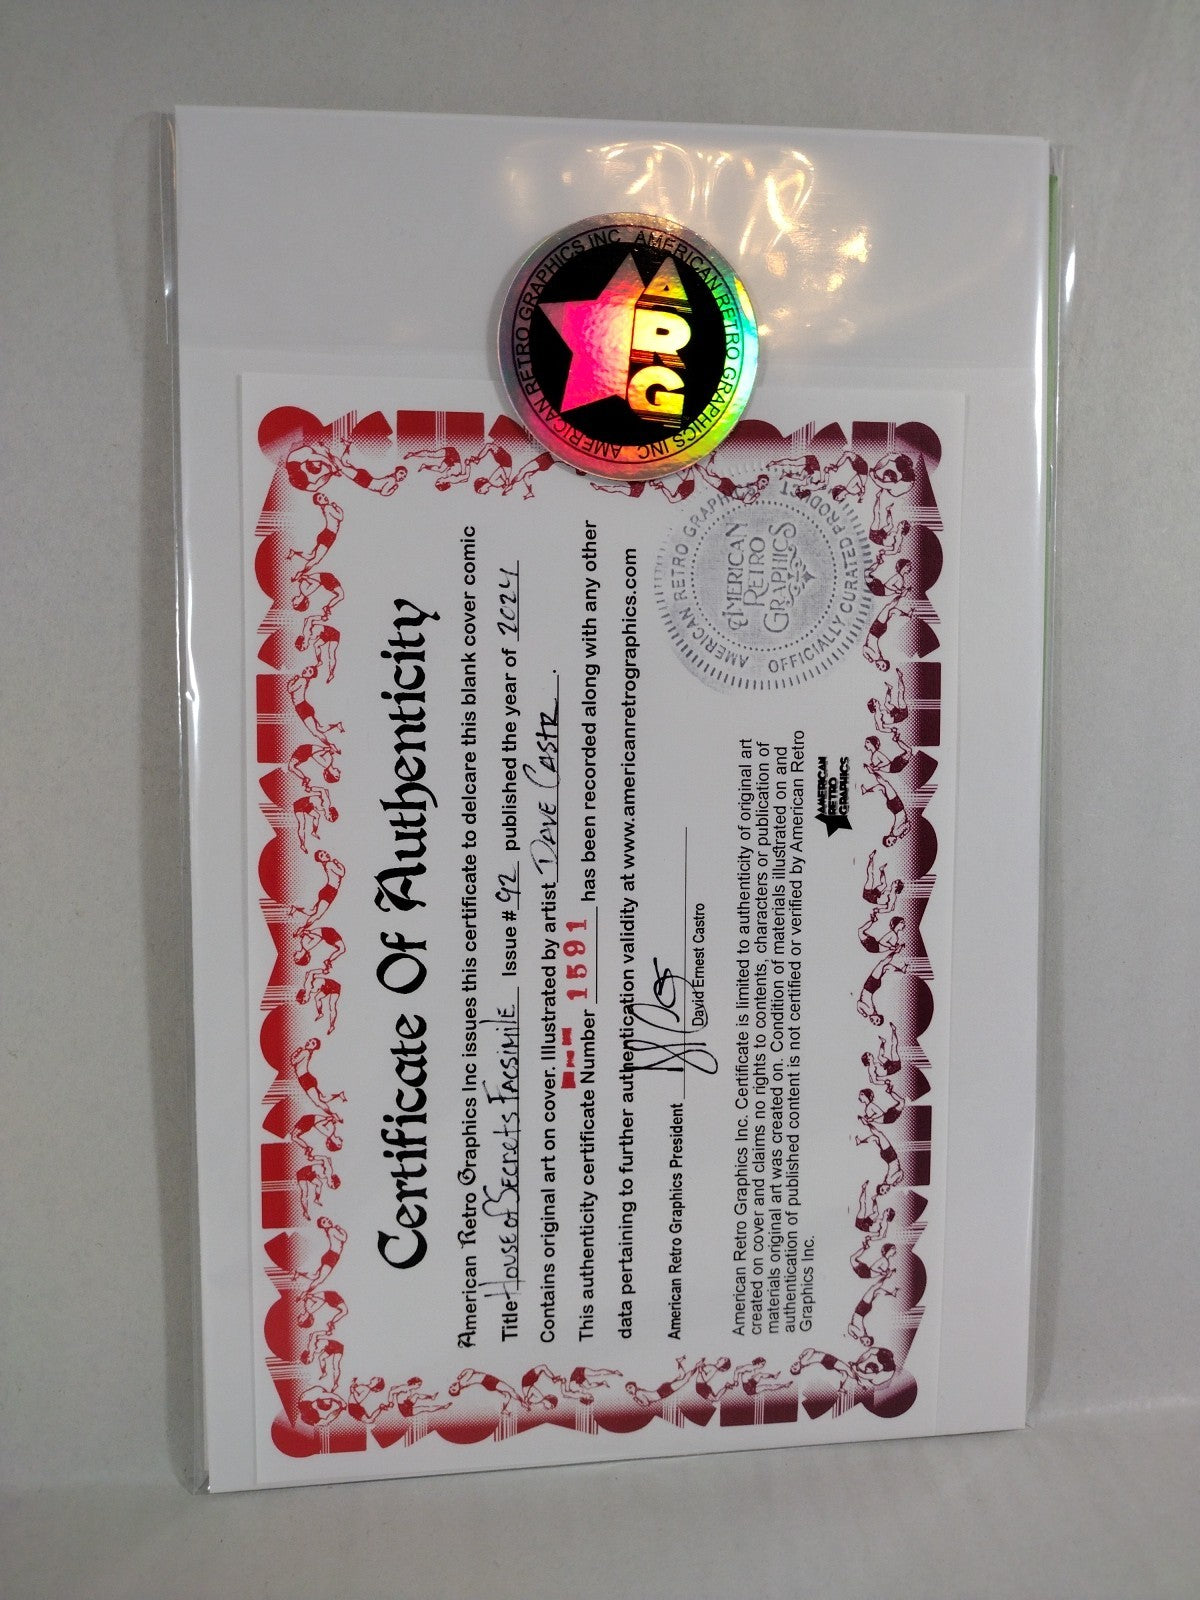 AMERICAN RETRO GRAPHICS INC AMERICAN RETRO GRAPHICS INC
ARG
Certificate Of Authenticity
American Retro Graphics Inc issues this certificate to delcare this blank cover comic
Title House of Secrets Facsimile Issue # 92 published the year of 2024
Contains original art on cover. Illustrated by artist Dave Castr.
This authenticity certificate Number 1591 has been recorded along with any other
data pertaining to further authentication validity at www.americanretrographics.com
American Retro Graphics President
David Ernest Castro
AMERICAN RETRO GRAPHICS
OFFICIALLY CURATED
AMERICAN
RETRO
GRAPHICS
American Retro Graphics Inc. Certificate is limited to authenticity of original art
created on cover and claims no rights to contents, characters or publication of
materials original art was created on. Condition of materials illustrated on and
authentication of published content is not certified or verified by American Retro
Graphics Inc.
AMERICAN
RETRO
GRAPHICS